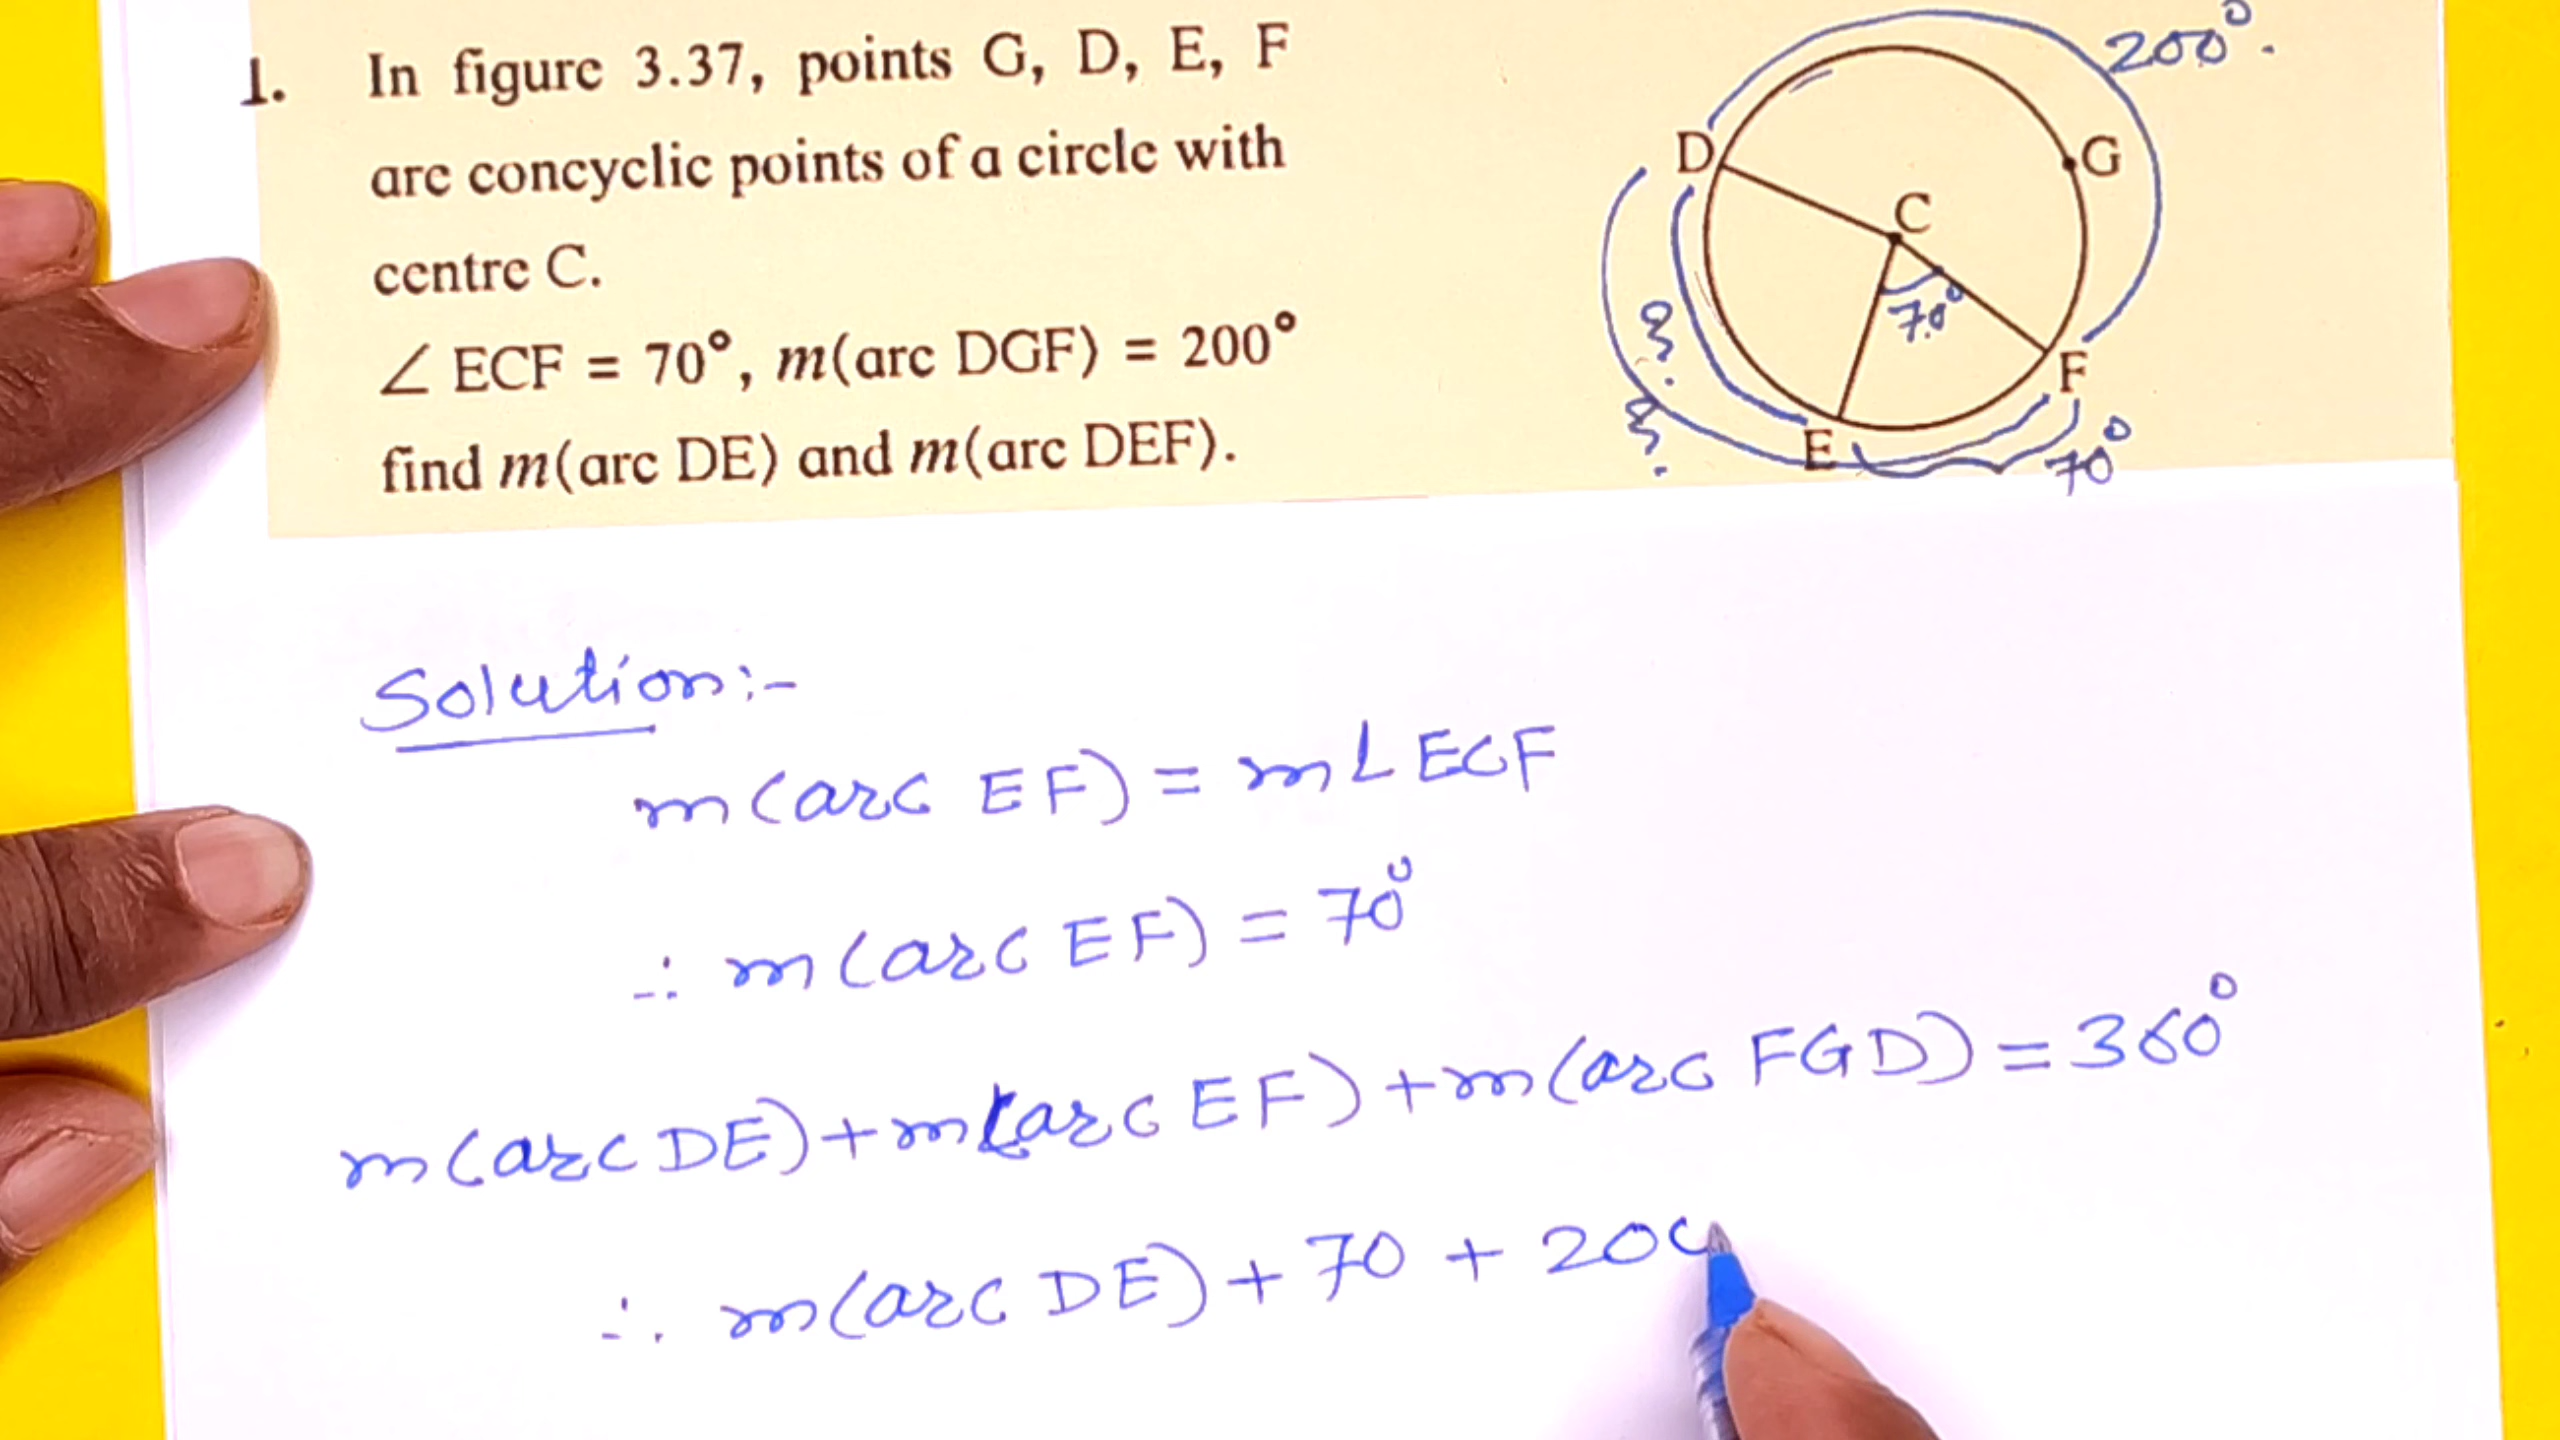 1. In figure 3.37, points G, D, E, F
are concyclic points of a circle with
centre C.
∠ ECF = 70°, m(arc DGF) = 200°
find m(arc DE) and m(arc DEF).
200°.
D
G
C
70°
F
E
70°
?
?
Solution:-
m(arc EF) = m∠ECF
∴ m(arc EF) = 70°
m(arc DE)+m(arc EF)+m(arc FGD)=360°
∴ m(arc DE)+70 + 200